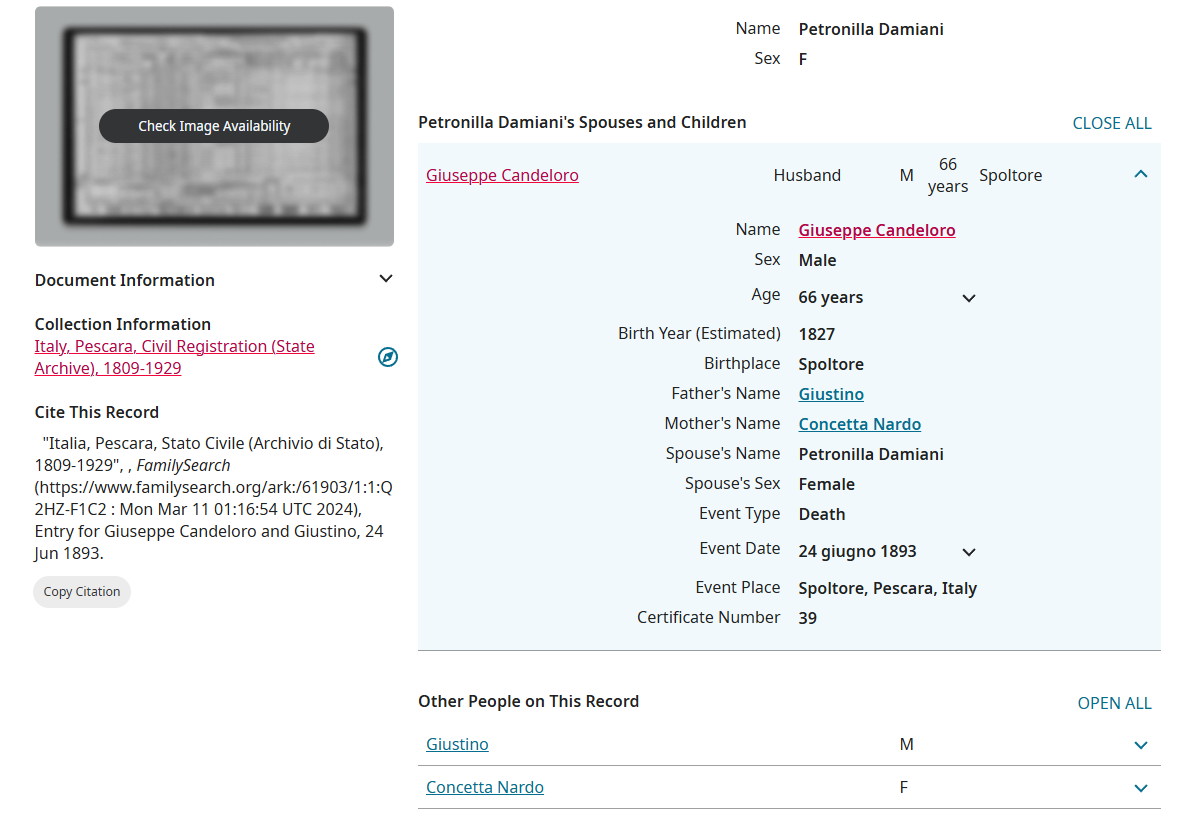 Check Image Availability
Document Information
Collection Information
Italy, Pescara, Civil Registration (State
Archive), 1809-1929
Cite This Record
"Italia, Pescara, Stato Civile (Archivio di Stato),
1809-1929", , FamilySearch
(https://www.familysearch.org/ark:/61903/1:1:Q
2HZ-F1C2 : Mon Mar 11 01:16:54 UTC 2024),
Entry for Giuseppe Candeloro and Giustino, 24
Jun 1893.
Copy Citation
Name Petronilla Damiani
Sex F
Petronilla Damiani's Spouses and Children CLOSE ALL
Giuseppe Candeloro Husband M 66 years Spoltore
Name Giuseppe Candeloro
Sex Male
Age 66 years
Birth Year (Estimated) 1827
Birthplace Spoltore
Father's Name Giustino
Mother's Name Concetta Nardo
Spouse's Name Petronilla Damiani
Spouse's Sex Female
Event Type Death
Event Date 24 giugno 1893
Event Place Spoltore, Pescara, Italy
Certificate Number 39
Other People on This Record OPEN ALL
Giustino M
Concetta Nardo F